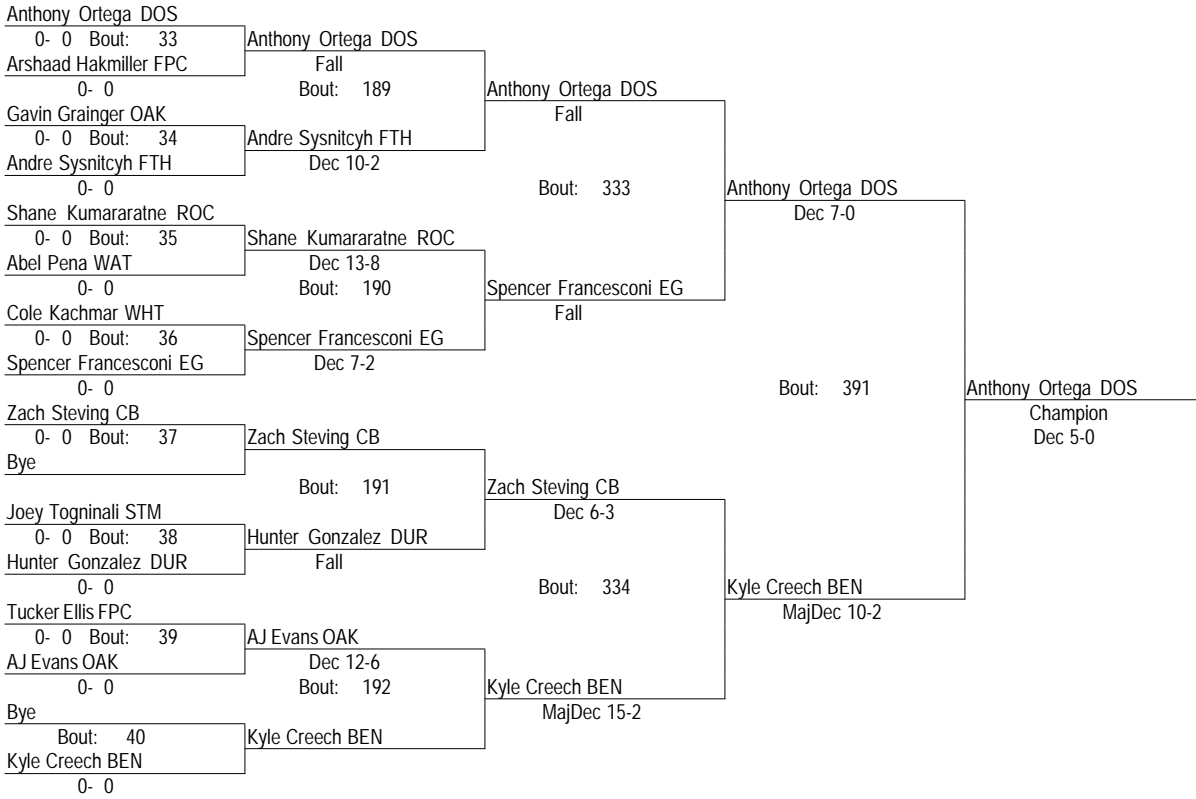 Anthony Ortega DOS
0- 0 Bout: 33
Arshaad Hakmiller FPC
0- 0
Gavin Grainger OAK
0- 0 Bout: 34
Andre Sysnitcyh FTH
0- 0
Shane Kumararatne ROC
0- 0 Bout: 35
Abel Pena WAT
0- 0
Cole Kachmar WHT
0- 0 Bout: 36
Spencer Francesconi EG
0- 0
Zach Steving CB
0- 0 Bout: 37
Bye
Joey Togninali STM
0- 0 Bout: 38
Hunter Gonzalez DUR
0- 0
Tucker Ellis FPC
0- 0 Bout: 39
AJ Evans OAK
0- 0
Bye
Bout: 40
Kyle Creech BEN
0- 0
Anthony Ortega DOS
Fall
Bout: 189
Andre Sysnitcyh FTH
Dec 10-2
Shane Kumararatne ROC
Dec 13-8
Bout: 190
Spencer Francesconi EG
Dec 7-2
Zach Steving CB
Bout: 191
Hunter Gonzalez DUR
Fall
AJ Evans OAK
Dec 12-6
Bout: 192
Kyle Creech BEN
Anthony Ortega DOS
Fall
Bout: 333
Spencer Francesconi EG
Fall
Zach Steving CB
Dec 6-3
Bout: 334
Kyle Creech BEN
MajDec 15-2
Anthony Ortega DOS
Dec 7-0
Bout: 391
Kyle Creech BEN
MajDec 10-2
Anthony Ortega DOS
Champion
Dec 5-0